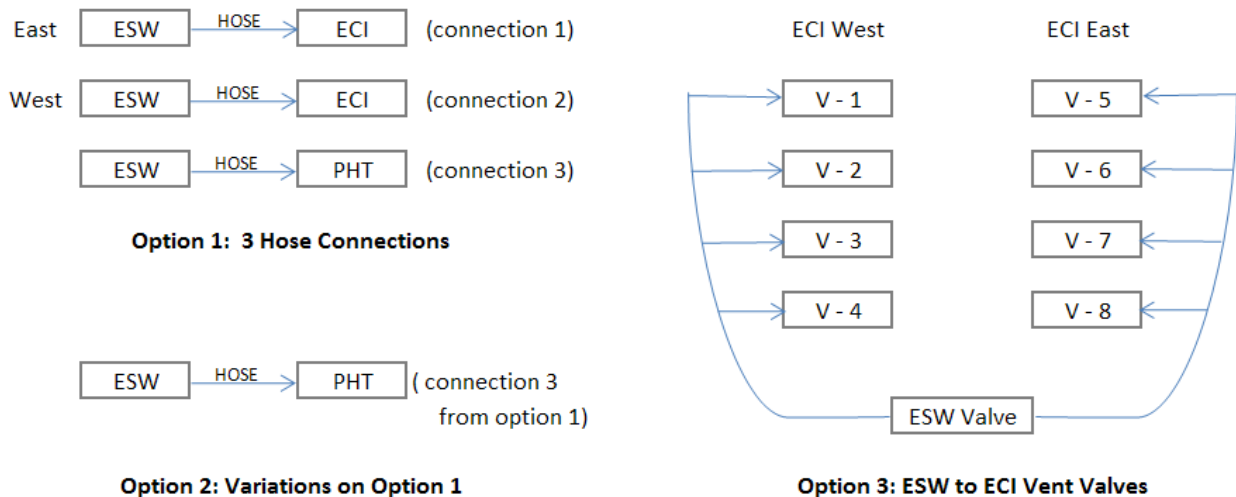 East ESW HOSE ECI (connection 1)
West ESW HOSE ECI (connection 2)
ESW HOSE PHT (connection 3)
Option 1: 3 Hose Connections
ESW HOSE PHT ( connection 3
from option 1)
Option 2: Variations on Option 1
ECI West ECI East
V - 1 V - 5
V - 2 V - 6
V - 3 V - 7
V - 4 V - 8
ESW Valve
Option 3: ESW to ECI Vent Valves